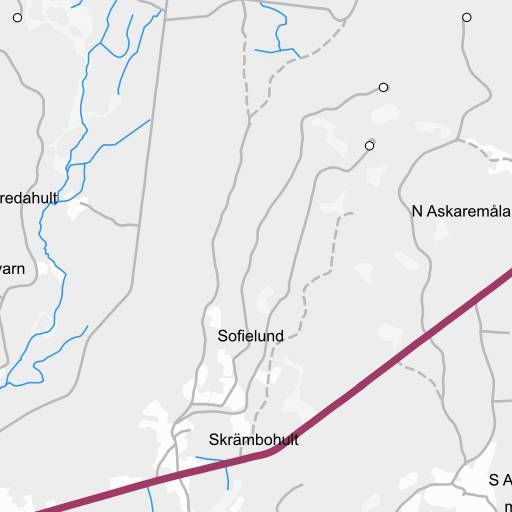 redahult
N Askaremåla
varn
Sofielund
Skrämbohult
S A
m